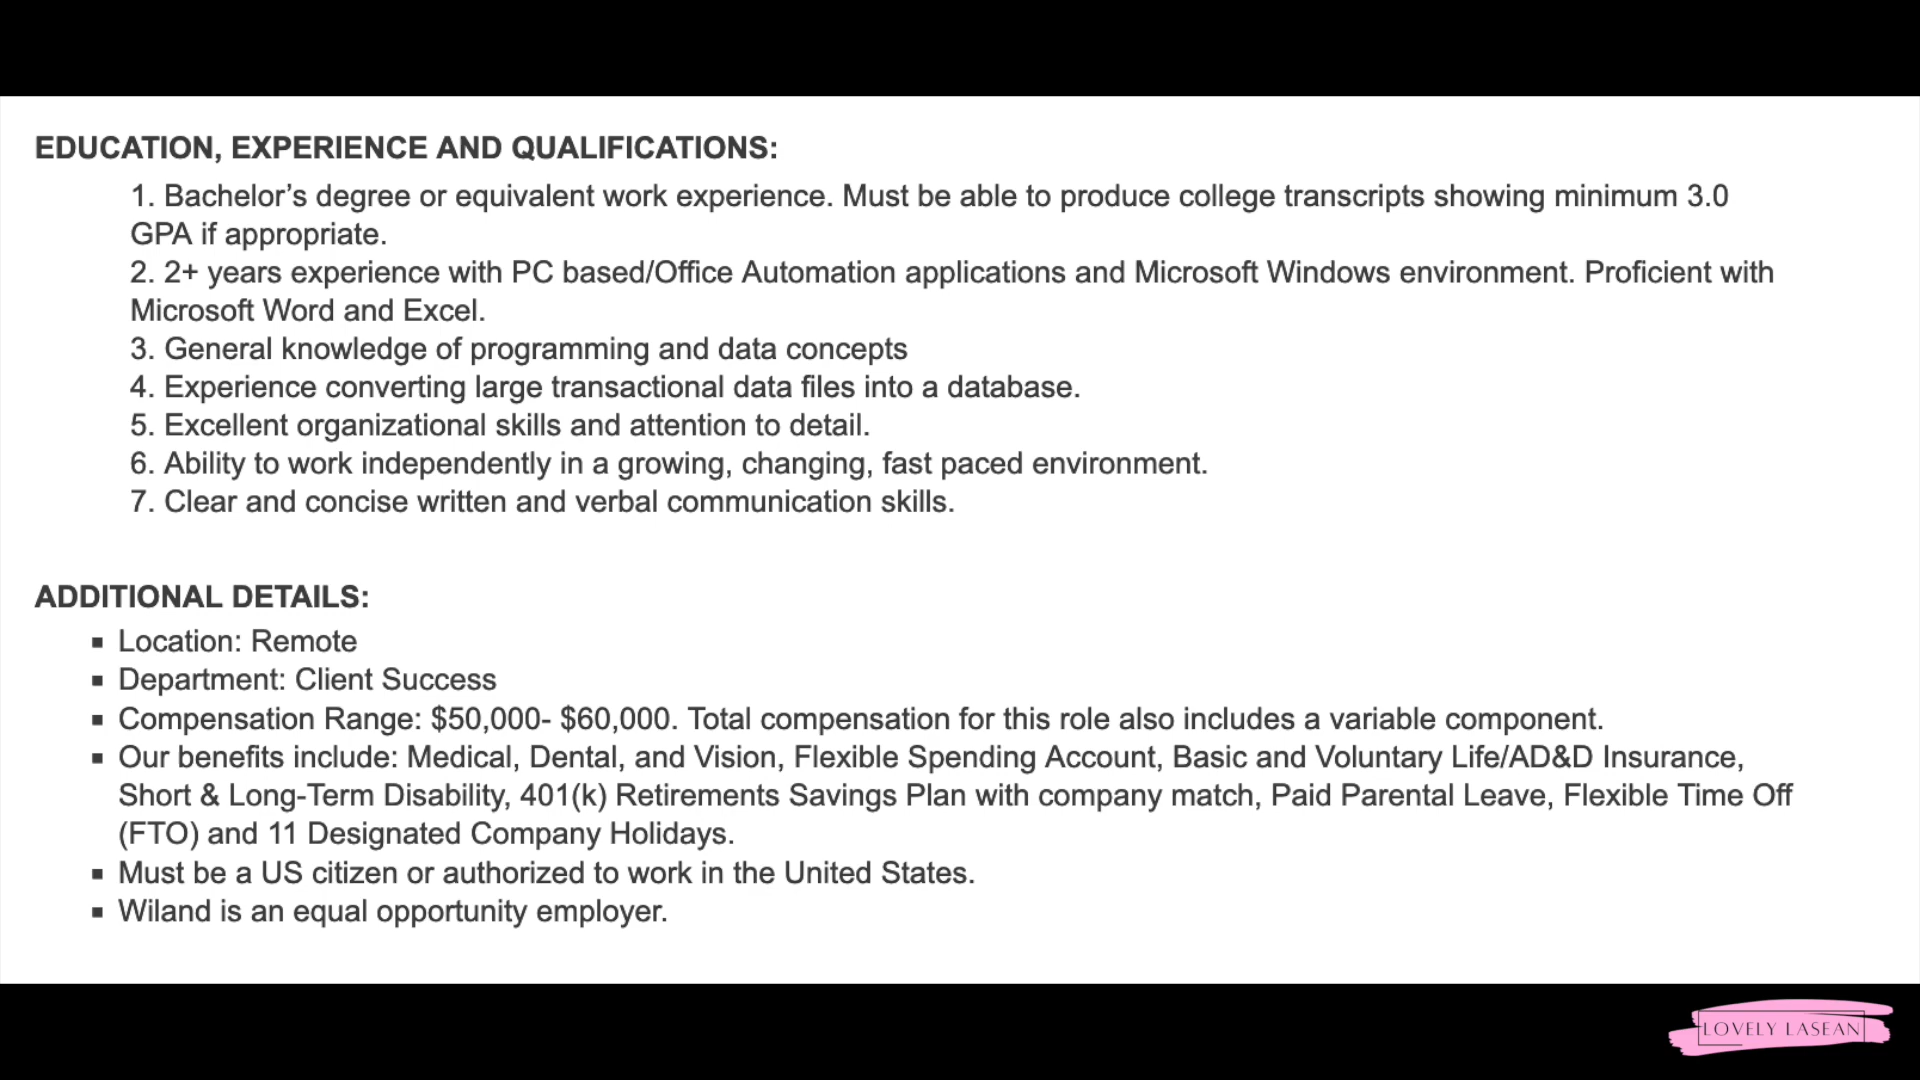 EDUCATION, EXPERIENCE AND QUALIFICATIONS:
1. Bachelor’s degree or equivalent work experience. Must be able to produce college transcripts showing minimum 3.0
GPA if appropriate.
2. 2+ years experience with PC based/Office Automation applications and Microsoft Windows environment. Proficient with
Microsoft Word and Excel.
3. General knowledge of programming and data concepts
4. Experience converting large transactional data files into a database.
5. Excellent organizational skills and attention to detail.
6. Ability to work independently in a growing, changing, fast paced environment.
7. Clear and concise written and verbal communication skills.
ADDITIONAL DETAILS:
▪ Location: Remote
▪ Department: Client Success
▪ Compensation Range: $50,000- $60,000. Total compensation for this role also includes a variable component.
▪ Our benefits include: Medical, Dental, and Vision, Flexible Spending Account, Basic and Voluntary Life/AD&D Insurance,
Short & Long-Term Disability, 401(k) Retirements Savings Plan with company match, Paid Parental Leave, Flexible Time Off
(FTO) and 11 Designated Company Holidays.
▪ Must be a US citizen or authorized to work in the United States.
▪ Wiland is an equal opportunity employer.
LOVELY LASEAN